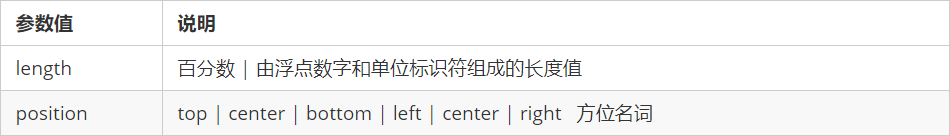 参数值 说明
length 百分数 | 由浮点数字和单位标识符组成的长度值
position top | center | bottom | left | center | right 方位名词